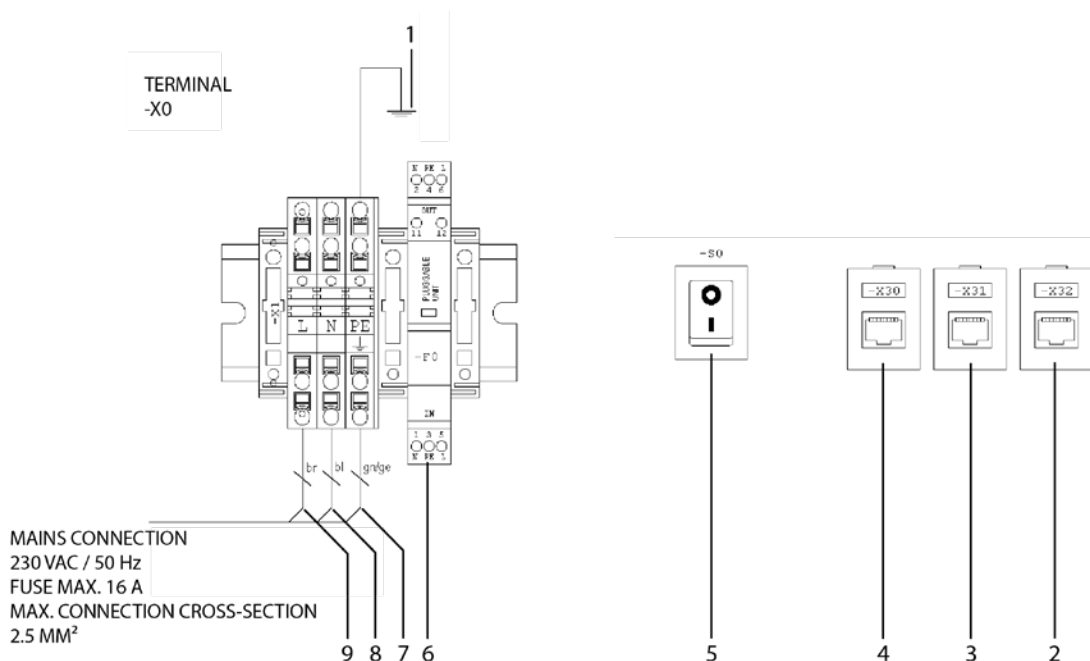 1
TERMINAL
-X0
N PE L
2 4 6
OUT
11 12
PLUGGABLE
UNIT
-X1
L N PE
-F0
IN
1 3 5
N PE L
br bl gn/ge
-S0
-X30 -X31 -X32
MAINS CONNECTION
230 VAC / 50 Hz
FUSE MAX. 16 A
MAX. CONNECTION CROSS-SECTION
2.5 MM²
9 8 7 6 5 4 3 2